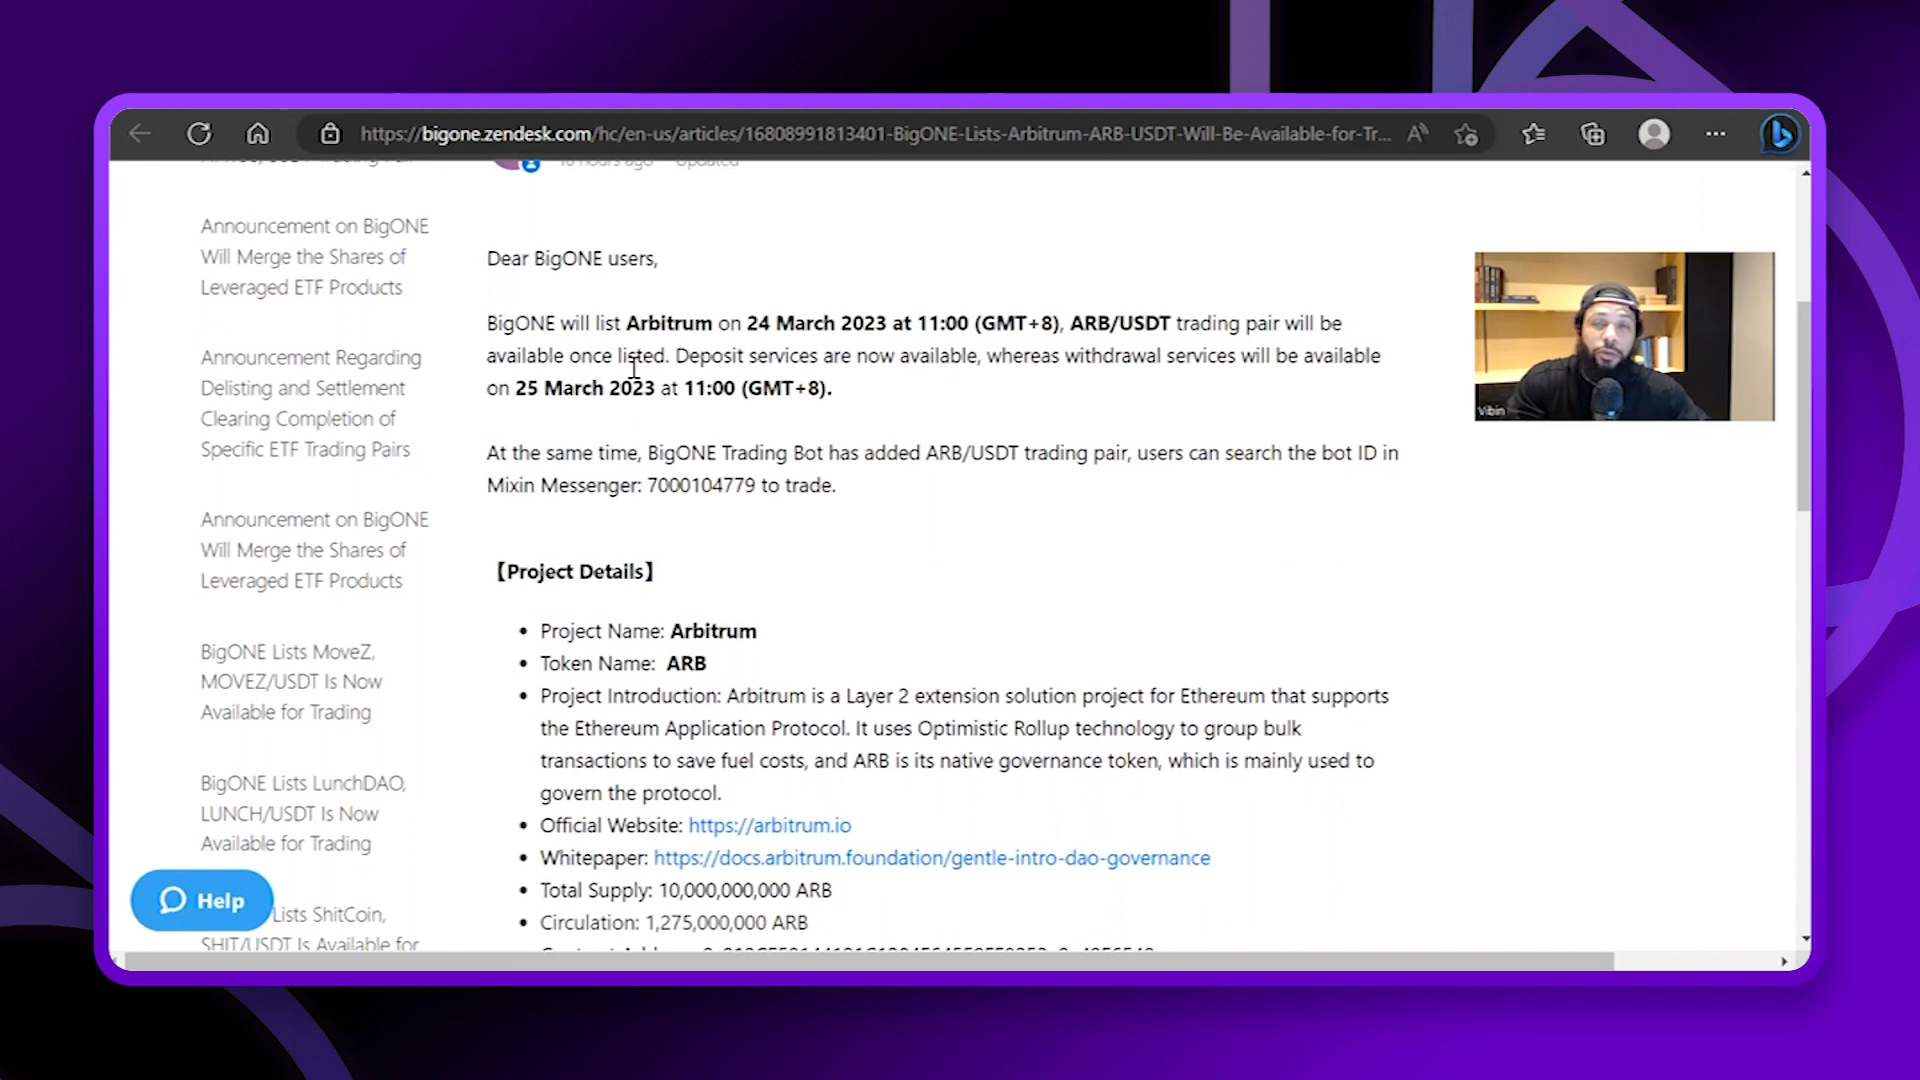 https://bigone.zendesk.com/hc/en-us/articles/16808991813401-BigONE-Lists-Arbitrum-ARB-USDT-Will-Be-Available-for-Tr...
Updated
Announcement on BigONE
Will Merge the Shares of
Leveraged ETF Products
Announcement Regarding
Delisting and Settlement
Clearing Completion of
Specific ETF Trading Pairs
Announcement on BigONE
Will Merge the Shares of
Leveraged ETF Products
BigONE Lists MoveZ,
MOVEZ/USDT Is Now
Available for Trading
BigONE Lists LunchDAO,
LUNCH/USDT Is Now
Available for Trading
Lists ShitCoin,
SHIT/USDT Is Available for
Help
Dear BigONE users,
BigONE will list Arbitrum on 24 March 2023 at 11:00 (GMT+8), ARB/USDT trading pair will be
available once listed. Deposit services are now available, whereas withdrawal services will be available
on 25 March 2023 at 11:00 (GMT+8).
At the same time, BigONE Trading Bot has added ARB/USDT trading pair, users can search the bot ID in
Mixin Messenger: 7000104779 to trade.
【Project Details】
• Project Name: Arbitrum
• Token Name: ARB
• Project Introduction: Arbitrum is a Layer 2 extension solution project for Ethereum that supports
the Ethereum Application Protocol. It uses Optimistic Rollup technology to group bulk
transactions to save fuel costs, and ARB is its native governance token, which is mainly used to
govern the protocol.
• Official Website: https://arbitrum.io
• Whitepaper: https://docs.arbitrum.foundation/gentle-intro-dao-governance
• Total Supply: 10,000,000,000 ARB
• Circulation: 1,275,000,000 ARB
Vibin